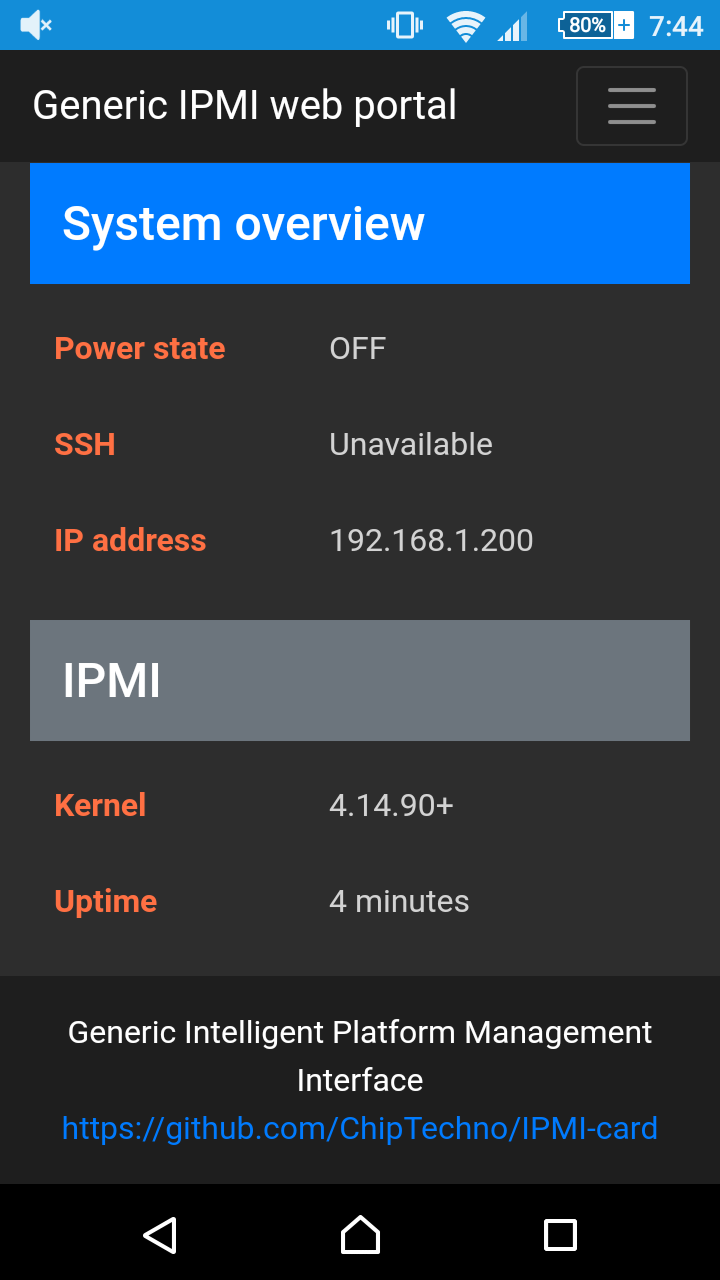 80% 7:44
Generic IPMI web portal
System overview
Power state OFF
SSH Unavailable
IP address 192.168.1.200
IPMI
Kernel 4.14.90+
Uptime 4 minutes
Generic Intelligent Platform Management
Interface
https://github.com/ChipTechno/IPMI-card